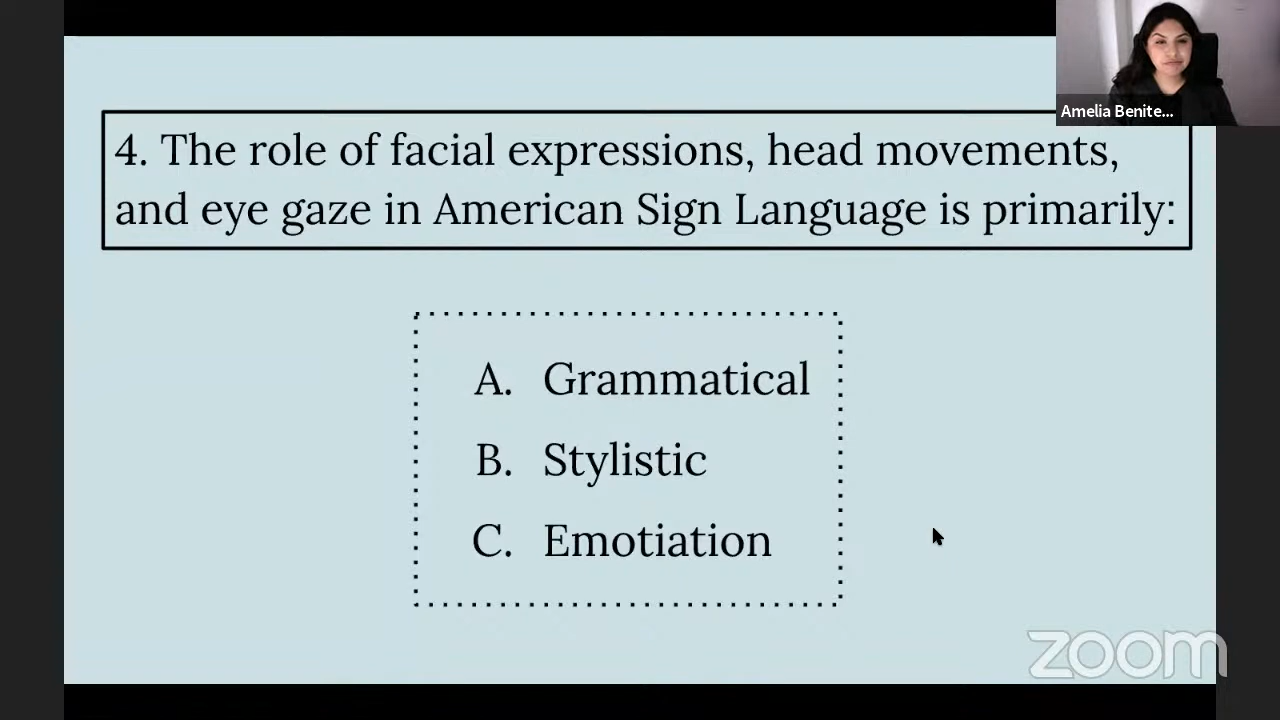 Amelia Benite...
4. The role of facial expressions, head movements,
and eye gaze in American Sign Language is primarily:
A. Grammatical
B. Stylistic
C. Emotiation
zoom